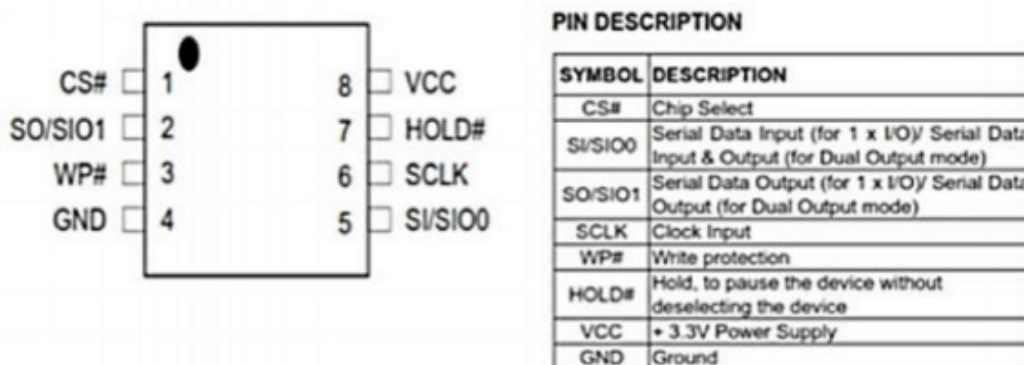 PIN DESCRIPTION
CS# 1 8 VCC
SO/SIO1 2 7 HOLD#
WP# 3 6 SCLK
GND 4 5 SI/SIO0
SYMBOL DESCRIPTION
CS# Chip Select
SI/SIO0 Serial Data Input (for 1 x I/O)/ Serial Data
Input & Output (for Dual Output mode)
SO/SIO1 Serial Data Output (for 1 x I/O)/ Serial Data
Output (for Dual Output mode)
SCLK Clock Input
WP# Write protection
HOLD# Hold, to pause the device without
deselecting the device
VCC + 3.3V Power Supply
GND Ground